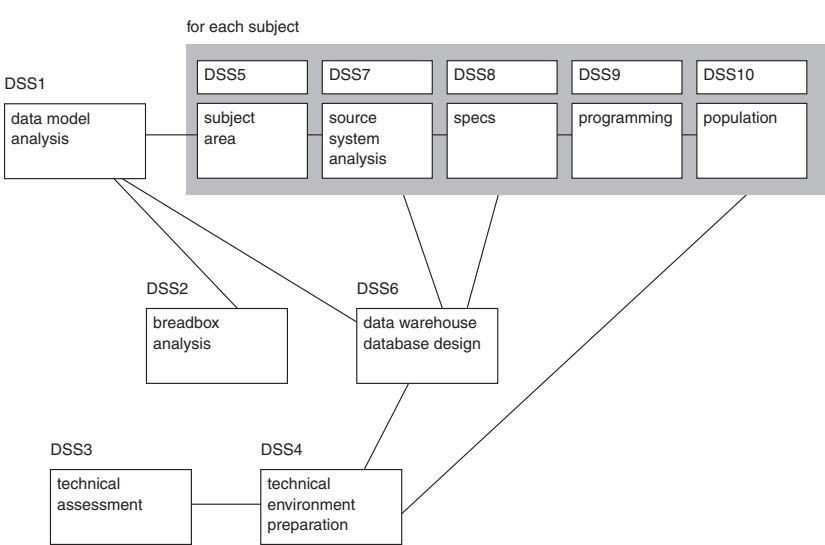 for each subject
DSS1
data model
analysis
DSS5
subject
area
DSS7
source
system
analysis
DSS8
specs
DSS9
programming
DSS10
population
DSS2
breadbox
analysis
DSS6
data warehouse
database design
DSS3
technical
assessment
DSS4
technical
environment
preparation